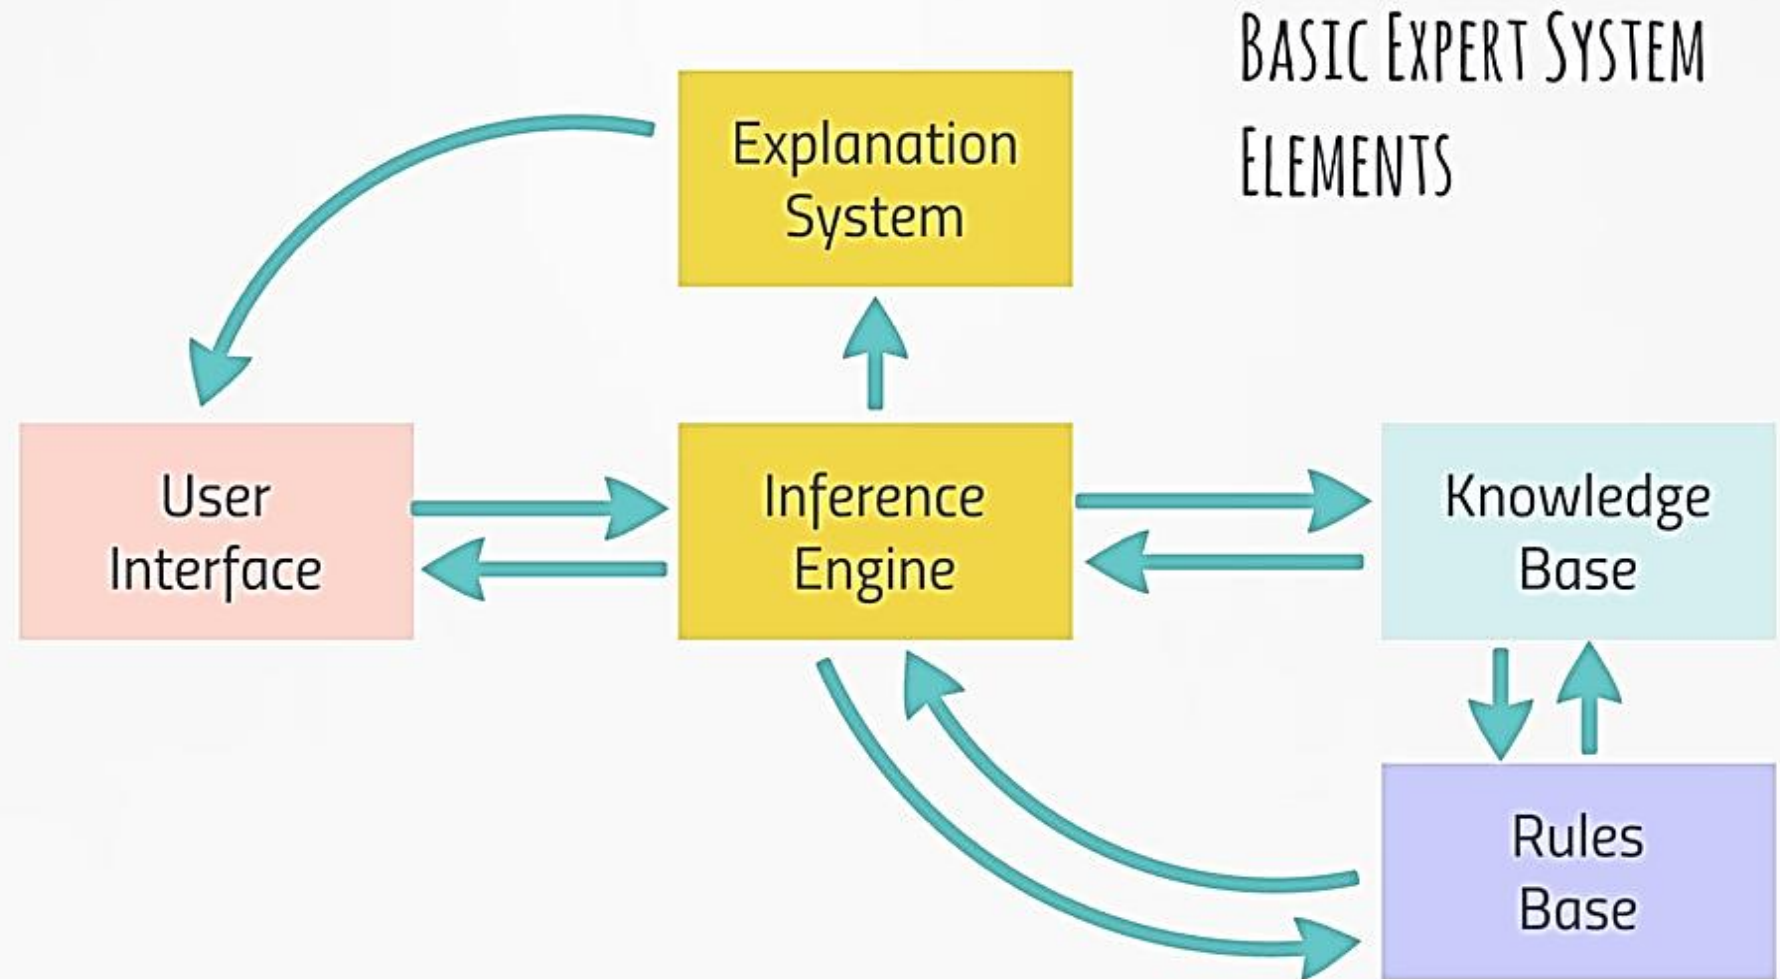 BASIC EXPERT SYSTEM
ELEMENTS
Explanation
System
User
Interface
Inference
Engine
Knowledge
Base
Rules
Base